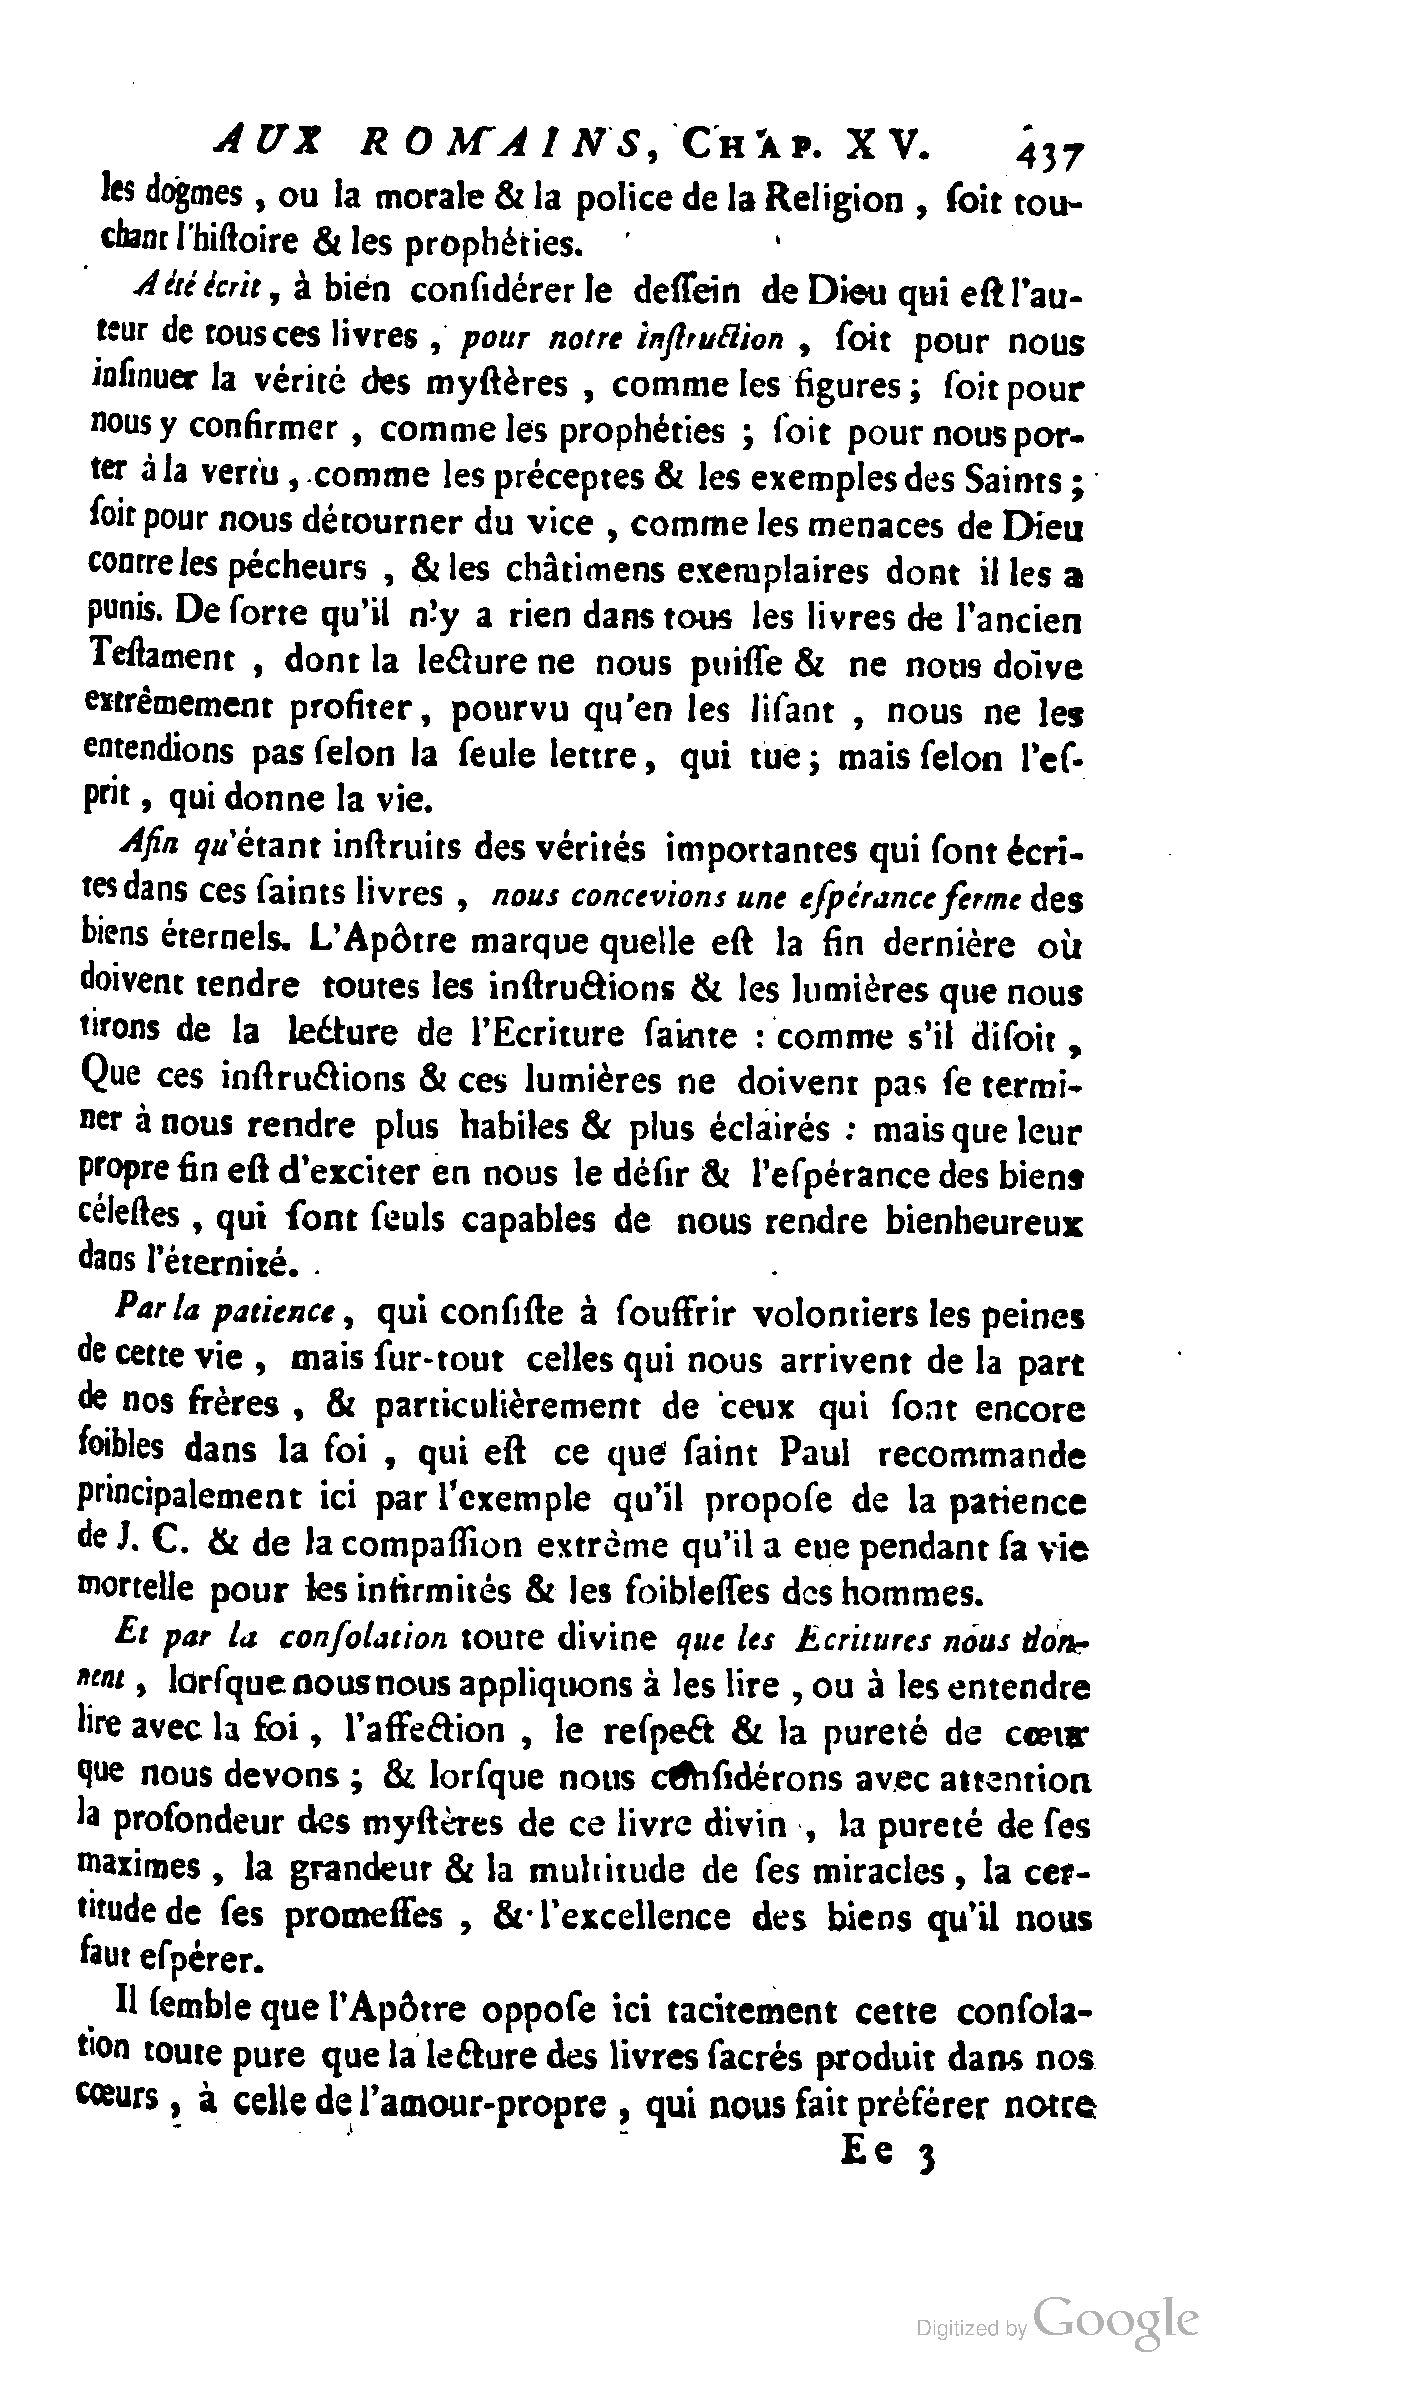 AUX ROMAINS, CHAP. XV. 437
les dogmes , ou la morale & la police de la Religion , ſoit tou-
chant l'hiſtoire & les prophéties.
A été écrit, à bien conſidérer le deſſein de Dieu qui eſt l'au-
teur de tous ces livres , pour notre inſtruction , ſoit pour nous
inſinuer la vérité des myſtères , comme les figures ; ſoit pour
nous y confirmer , comme les prophéties ; ſoit pour nous por-
ter à la vertu , comme les préceptes & les exemples des Saints ;
ſoit pour nous détourner du vice , comme les menaces de Dieu
contre les pécheurs , & les châtimens exemplaires dont il les a
punis. De ſorte qu'il n'y a rien dans tous les livres de l'ancien
Teſtament , dont la lecture ne nous puiſſe & ne nous doive
extrêmement profiter, pourvu qu'en les liſant , nous ne les
entendions pas ſelon la ſeule lettre, qui tue ; mais ſelon l'eſ-
prit , qui donne la vie.
Afin qu'étant inſtruits des vérités importantes qui ſont écri-
tes dans ces ſaints livres , nous concevions une eſpérance ferme des
biens éternels. L'Apôtre marque quelle eſt la fin dernière où
doivent tendre toutes les inſtructions & les lumières que nous
tirons de la lecture de l'Ecriture ſainte : comme s'il diſoit ,
Que ces inſtructions & ces lumières ne doivent pas ſe termi-
ner à nous rendre plus habiles & plus éclairés : mais que leur
propre fin eſt d'exciter en nous le déſir & l'eſpérance des biens
céleſtes , qui ſont ſeuls capables de nous rendre bienheureux
dans l'éternité.
Par la patience, qui conſiſte à ſouffrir volontiers les peines
de cette vie , mais ſur-tout celles qui nous arrivent de la part
de nos frères , & particulièrement de ceux qui ſont encore
foibles dans la foi , qui eſt ce que ſaint Paul recommande
principalement ici par l'exemple qu'il propoſe de la patience
de J. C. & de la compaſſion extrême qu'il a eue pendant ſa vie
mortelle pour les infirmités & les foibleſſes des hommes.
Et par la conſolation toute divine que les Ecritures nous don-
nent , lorſque nous nous appliquons à les lire , ou à les entendre
lire avec la foi , l'affection , le reſpect & la pureté de cœur
que nous devons ; & lorſque nous conſidérons avec attention
la profondeur des myſtères de ce livre divin , la pureté de ſes
maximes , la grandeur & la multitude de ſes miracles , la cer-
titude de ſes promeſſes , & l'excellence des biens qu'il nous
faut eſpérer.
Il ſemble que l'Apôtre oppoſe ici tacitement cette conſola-
tion toute pure que la lecture des livres ſacrés produit dans nos
cœurs , à celle de l'amour-propre , qui nous fait préférer notre
Ee 3
Digitized by Google